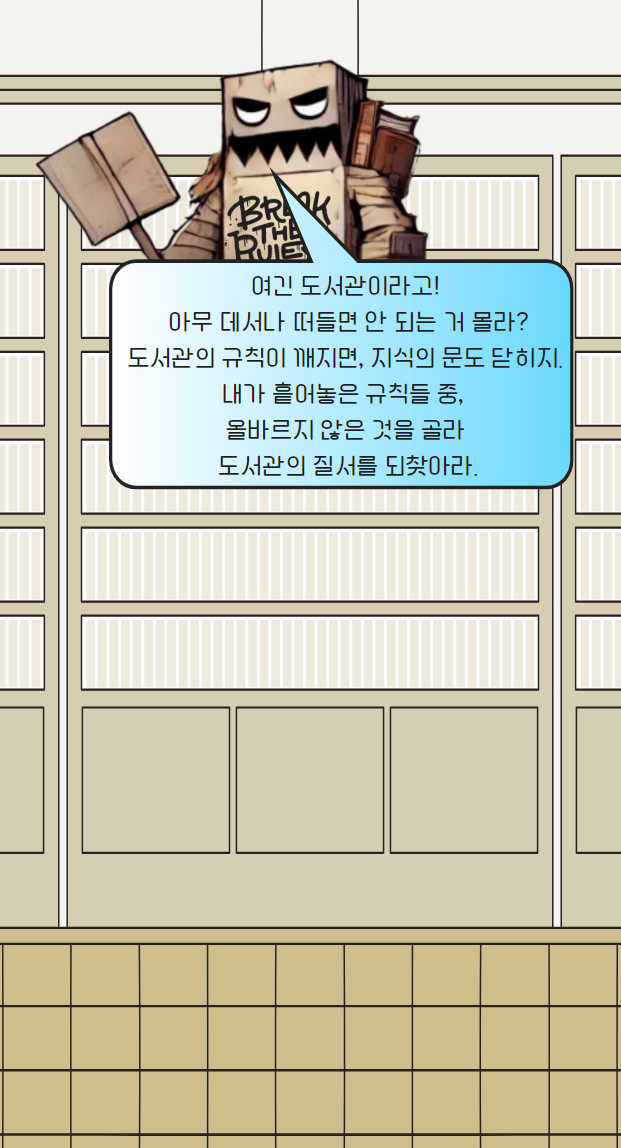 BREAK
THE
RULES
여긴 도서관이라고!
아무 데서나 떠들면 안 되는 거 몰라?
도서관의 규칙이 깨지면, 지식의 문도 닫히지.
내가 흩어놓은 규칙들 중,
올바르지 않은 것을 골라
도서관의 질서를 되찾아라.